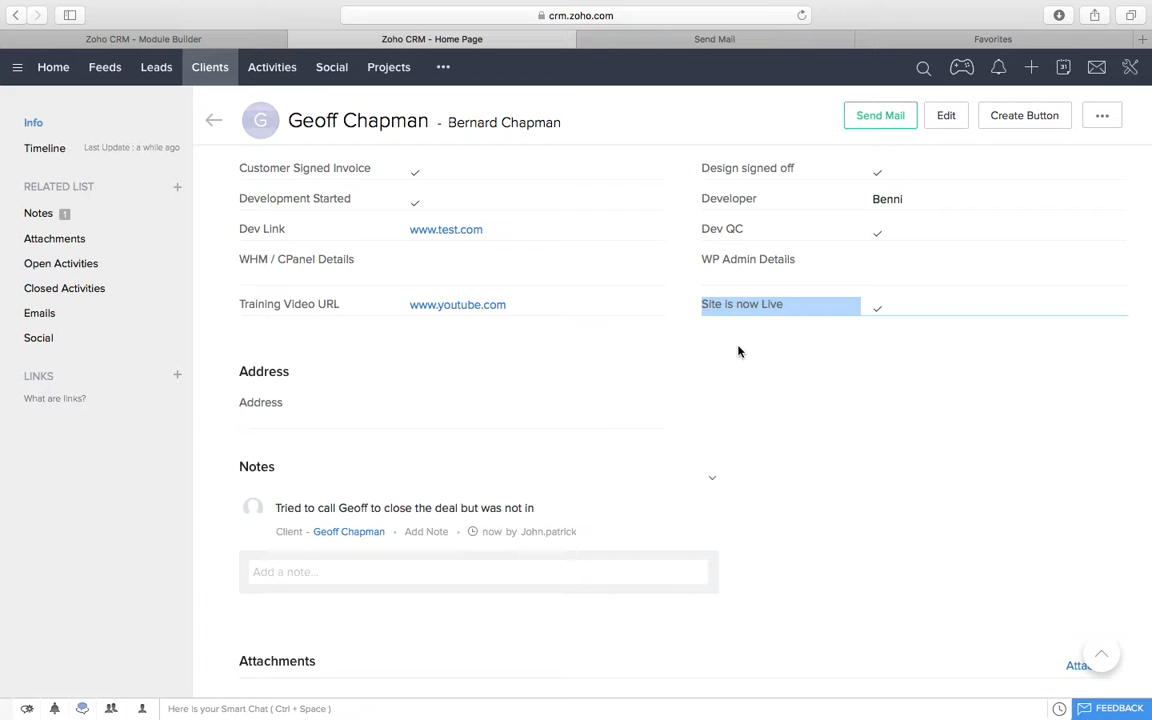 crm.zoho.com
Zoho CRM - Module Builder
Zoho CRM - Home Page
Send Mail
Favorites
Home
Feeds
Leads
Clients
Activities
Social
Projects
31
Info
Timeline
Last Update : a while ago
RELATED LIST
Notes 1
Attachments
Open Activities
Closed Activities
Emails
Social
LINKS
What are links?
G
Geoff Chapman - Bernard Chapman
Send Mail
Edit
Create Button
Customer Signed Invoice
Design signed off
Development Started
Developer Benni
Dev Link www.test.com
Dev QC
WHM / CPanel Details
WP Admin Details
Training Video URL www.youtube.com
Site is now Live
Address
Address
Notes
Tried to call Geoff to close the deal but was not in
Client - Geoff Chapman • Add Note • now by John.patrick
Add a note...
Attachments
Here is your Smart Chat ( Ctrl + Space )
FEEDBACK